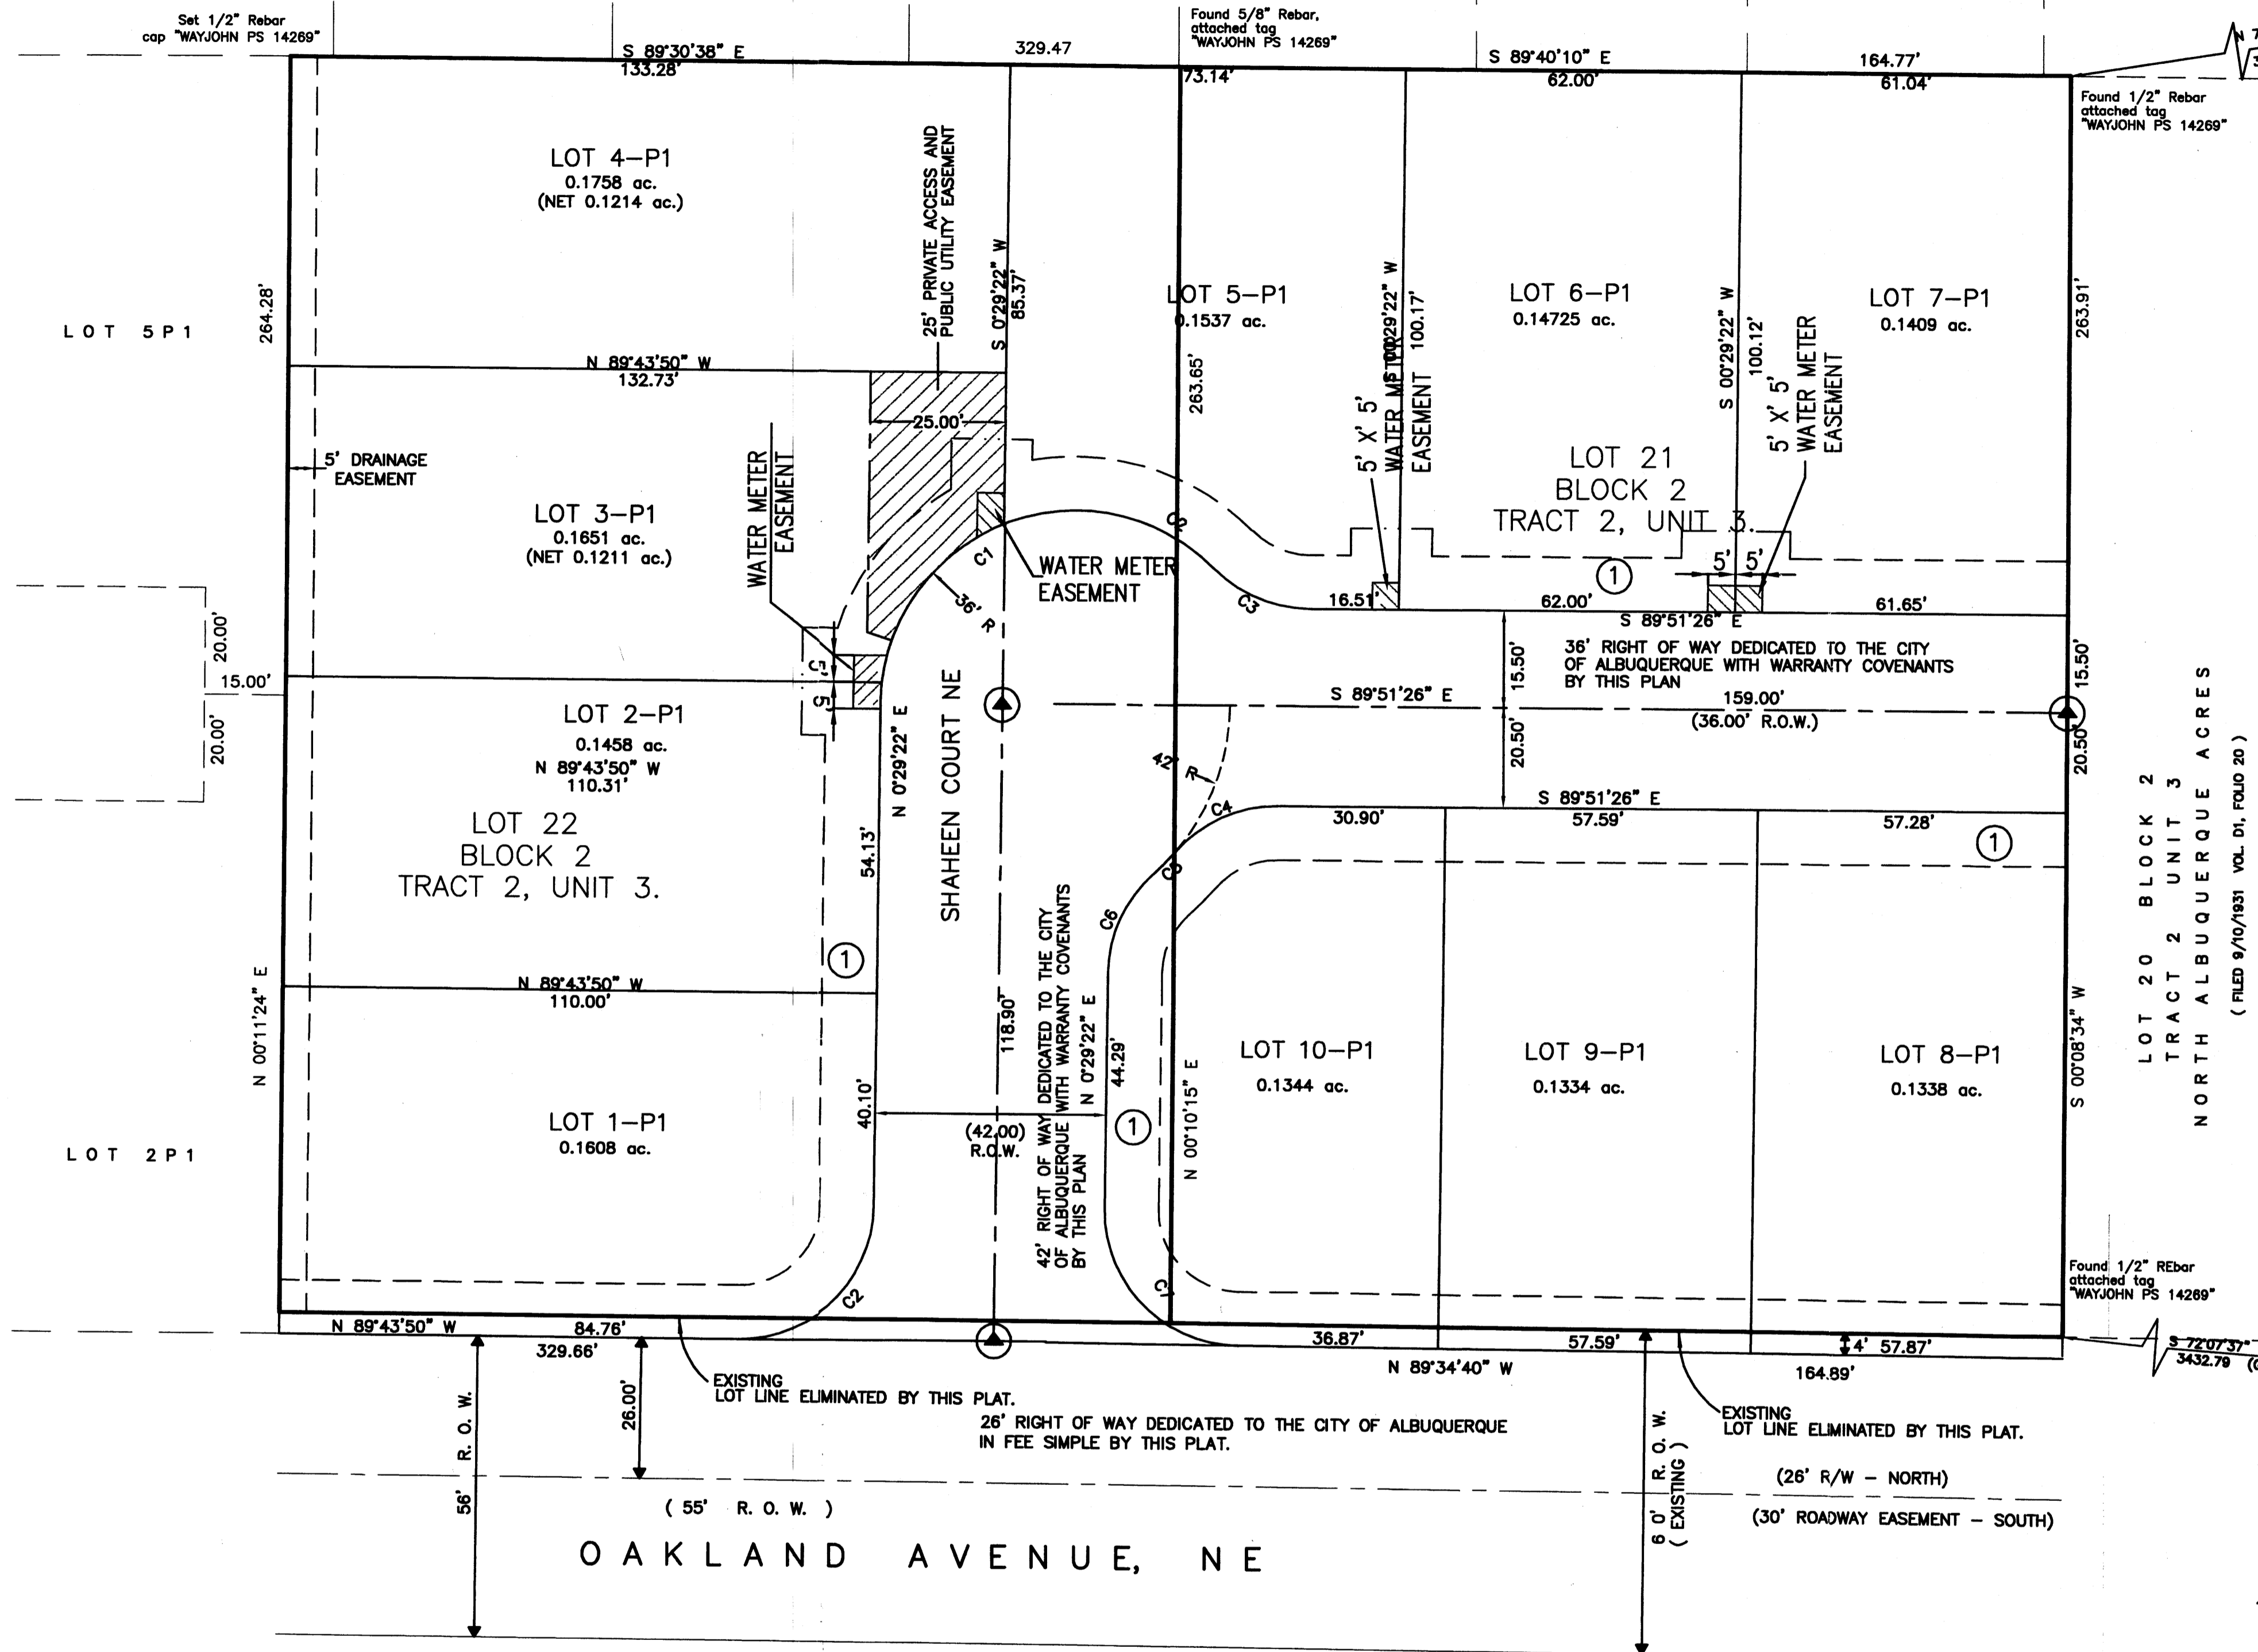 Set 1/2" Rebar
cap "WAYJOHN PS 14269"
S 89°30'38" E
133.28'
329.47
Found 5/8" Rebar,
attached tag
"WAYJOHN PS 14269"
73.14'
S 89°40'10" E
62.00'
164.77'
61.04'
Found 1/2" Rebar
attached tag
"WAYJOHN PS 14269"
LOT 4-P1
0.1758 ac.
(NET 0.1214 ac.)
25' PRIVATE ACCESS AND
PUBLIC UTILITY EASEMENT
S 0°29'22" W
85.37'
LOT 5-P1
0.1537 ac.
263.65'
29'22" W
100.17'
LOT 6-P1
0.14725 ac.
S 00°29'22" W
100.12'
LOT 7-P1
0.1409 ac.
263.91'
264.28'
LOT 5P1
N 89°43'50" W
132.73'
25.00'
5' DRAINAGE
EASEMENT
WATER METER
EASEMENT
LOT 3-P1
0.1651 ac.
(NET 0.1211 ac.)
5' X' 5'
WATER METER
EASEMENT
5' X' 5'
WATER METER
EASEMENT
LOT 21
BLOCK 2
TRACT 2, UNIT 3.
C1
C2
C3
36' R
WATER METER
EASEMENT
16.51'
62.00'
5'
5'
1
61.65'
S 89°51'26" E
36' RIGHT OF WAY DEDICATED TO THE CITY
OF ALBUQUERQUE WITH WARRANTY COVENANTS
BY THIS PLAN
S 89°51'26" E
159.00'
(36.00' R.O.W.)
15.50'
20.50'
15.50'
20.50'
20.00'
15.00'
20.00'
5'
5'
LOT 2-P1
0.1458 ac.
N 89°43'50" W
110.31'
LOT 22
BLOCK 2
TRACT 2, UNIT 3.
N 0°29'22" E
54.13'
SHAHEEN COURT NE
42' R
C4
C6
S 89°51'26" E
30.90'
57.59'
57.28'
1
LOT 20 BLOCK 2
TRACT 2 UNIT 3
NORTH ALBUQUERQUE ACRES
( FILED 9/10/1931 VOL. D1, FOLIO 20 )
N 00°11'24" E
N 89°43'50" W
110.00'
1
118.90'
42' RIGHT OF WAY DEDICATED TO THE CITY
OF ALBUQUERQUE WITH WARRANTY COVENANTS
BY THIS PLAN
N 0°29'22" E
44.29'
1
N 00°10'15" E
LOT 10-P1
0.1344 ac.
LOT 9-P1
0.1334 ac.
LOT 8-P1
0.1338 ac.
S 00°08'34" W
LOT 2P1
LOT 1-P1
0.1608 ac.
40.10'
(42.00)
R.O.W.
C2
Found 1/2" REbar
attached tag
"WAYJOHN PS 14269"
N 89°43'50" W
84.76'
329.66'
36.87'
57.59'
4'
57.87'
N 89°34'40" W
164.89'
S 72°07'37"
3432.79
EXISTING
LOT LINE ELIMINATED BY THIS PLAT.
26' RIGHT OF WAY DEDICATED TO THE CITY OF ALBUQUERQUE
IN FEE SIMPLE BY THIS PLAT.
EXISTING
LOT LINE ELIMINATED BY THIS PLAT.
56' R. O. W.
26.00'
60' R. O. W.
( EXISTING )
( 55' R. O. W. )
(26' R/W - NORTH)
(30' ROADWAY EASEMENT - SOUTH)
OAKLAND AVENUE, NE